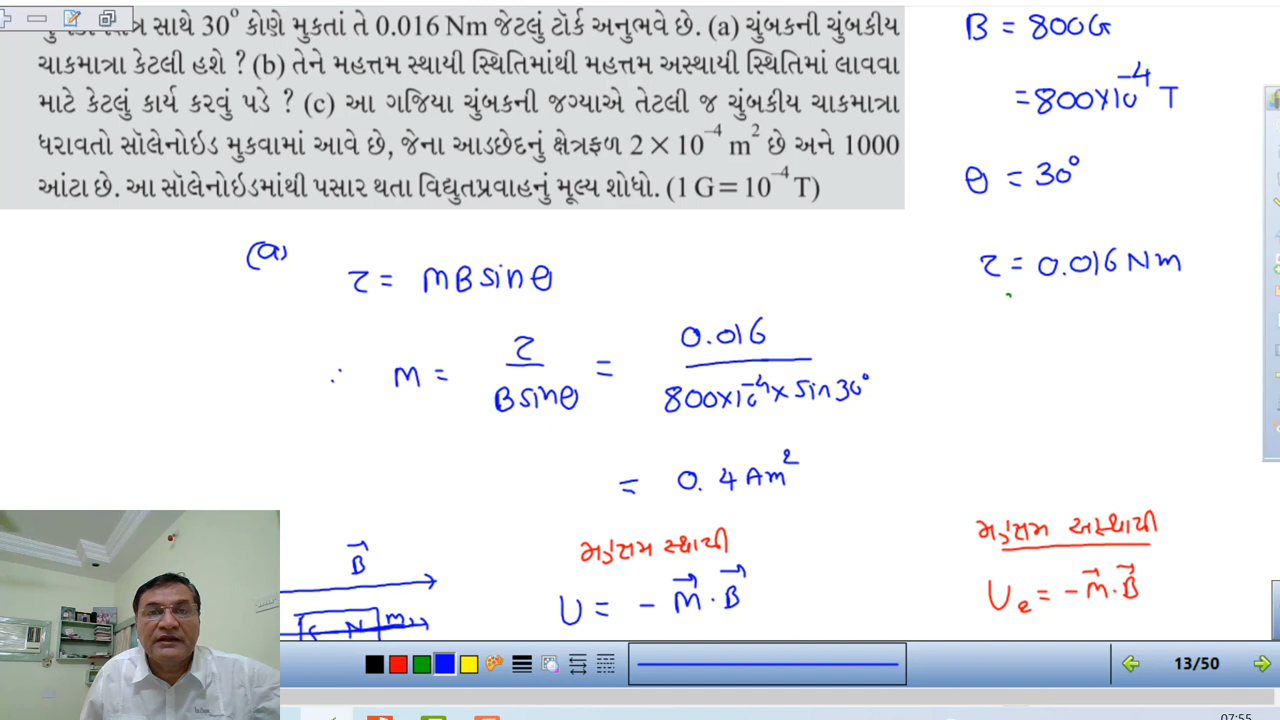 સાથે 30° કોણે મુકતાં તે 0.016 Nm જેટલું ટૉર્ક અનુભવે છે. (a) ચુંબકની ચુંબકીય
ચાકમાત્રા કેટલી હશે ? (b) તેને મહત્તમ સ્થાયી સ્થિતિમાંથી મહત્તમ અસ્થાયી સ્થિતિમાં લાવવા
માટે કેટલું કાર્ય કરવું પડે ? (c) આ ગજિયા ચુંબકની જગ્યાએ તેટલી જ ચુંબકીય ચાકમાત્રા
ધરાવતો સૉલેનોઇડ મુકવામાં આવે છે, જેના આડછેદનું ક્ષેત્રફળ 2 × 10⁻⁴ m² છે અને 1000
આંટા છે. આ સૉલેનોઇડમાંથી પસાર થતા વિદ્યુતપ્રવાહનું મૂલ્ય શોધો. (1 G = 10⁻⁴ T)
B = 800G
= 800×10⁻⁴ T
θ = 30°
τ = 0.016 Nm
(a)
τ = mBsinθ
∴ m = τ/Bsinθ = 0.016/800×10⁻⁴×sin30°
= 0.4 Am²
મહત્તમ સ્થાયી
U = - m⃗·B⃗
મહત્તમ અસ્થાયી
Ue = - m⃗·B⃗
B⃗
N m
13/50
07:55